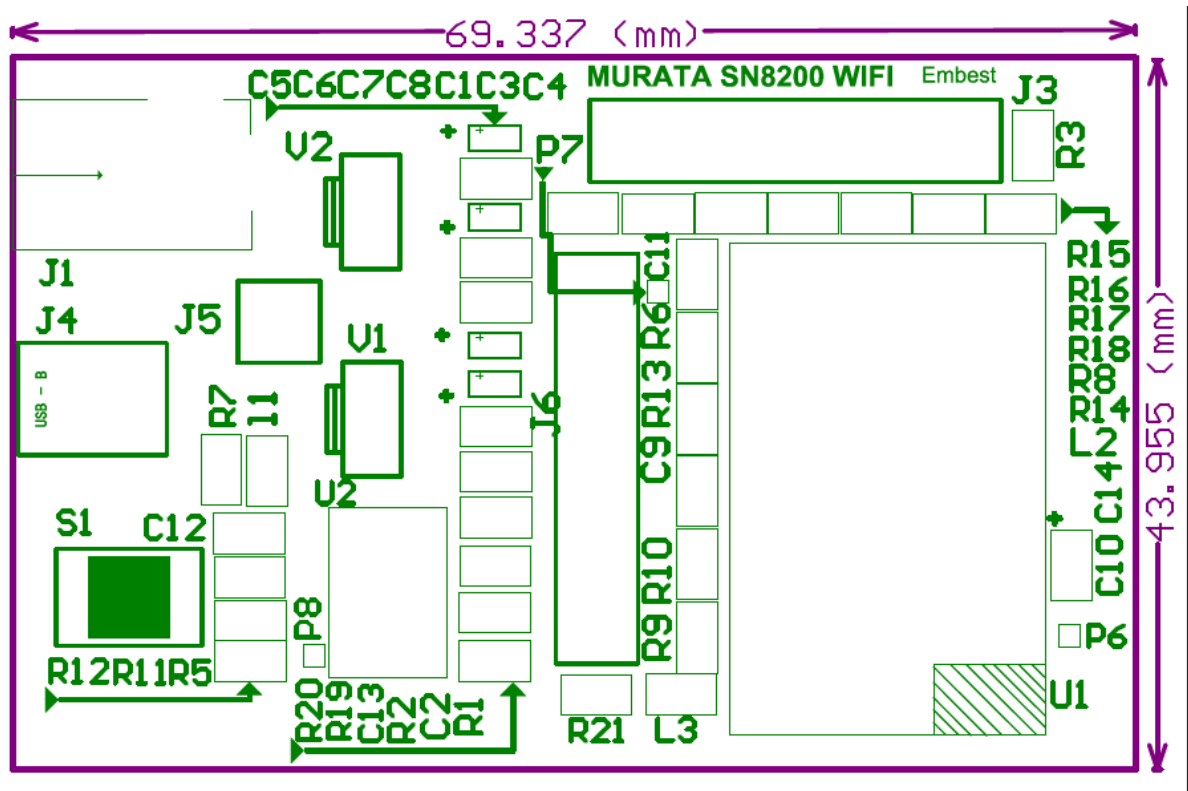 69.337 (mm)
C5C6C7C8C1C3C4
MURATA SN8200 WIFI Embest
J3
R3
V2
P7
J1
J4
J5
V1
USB - B
R7
I1
J6
C11
R6
R13
C9
R10
R9
R15
R16
R17
R18
R8
R14
L2
C14
C10
43.955 (mm)
U2
S1
C12
P8
P6
R12R11R5
R20
R19
C13
R2
C2
R1
R21
L3
U1